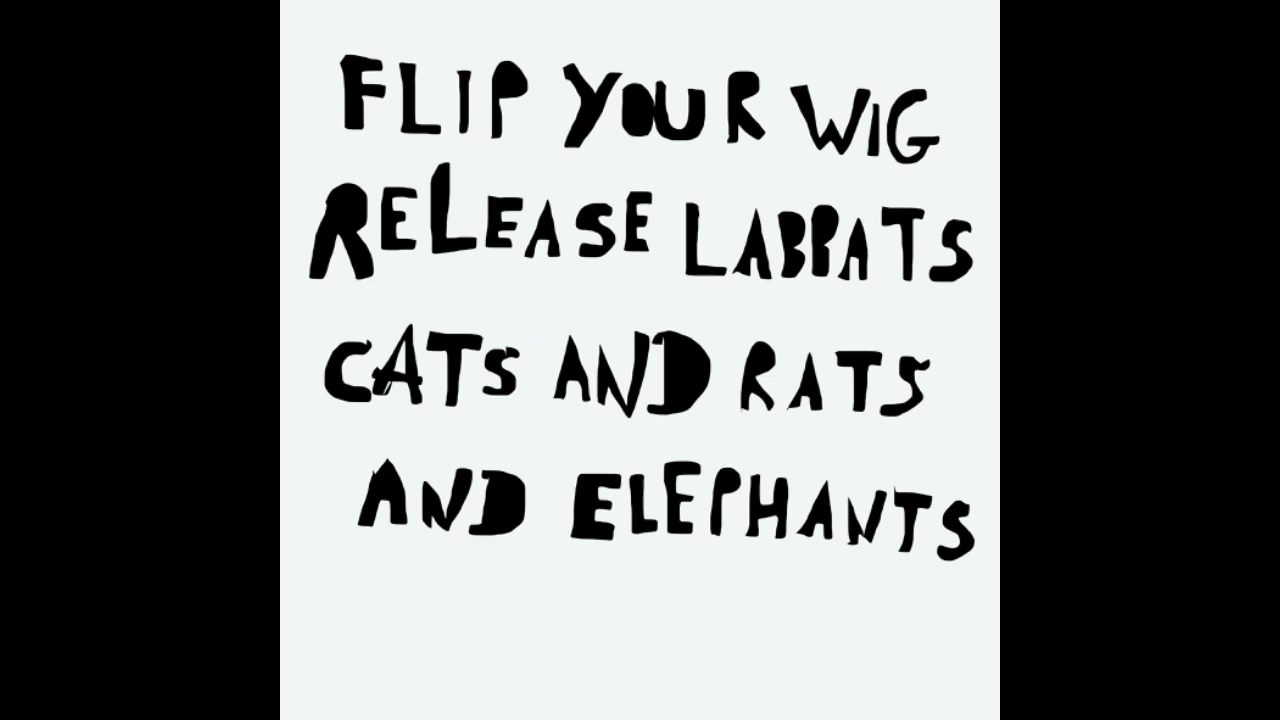 FLIP YOUR WIG
RELEASE LABRATS
CATS AND RATS
AND ELEPHANTS